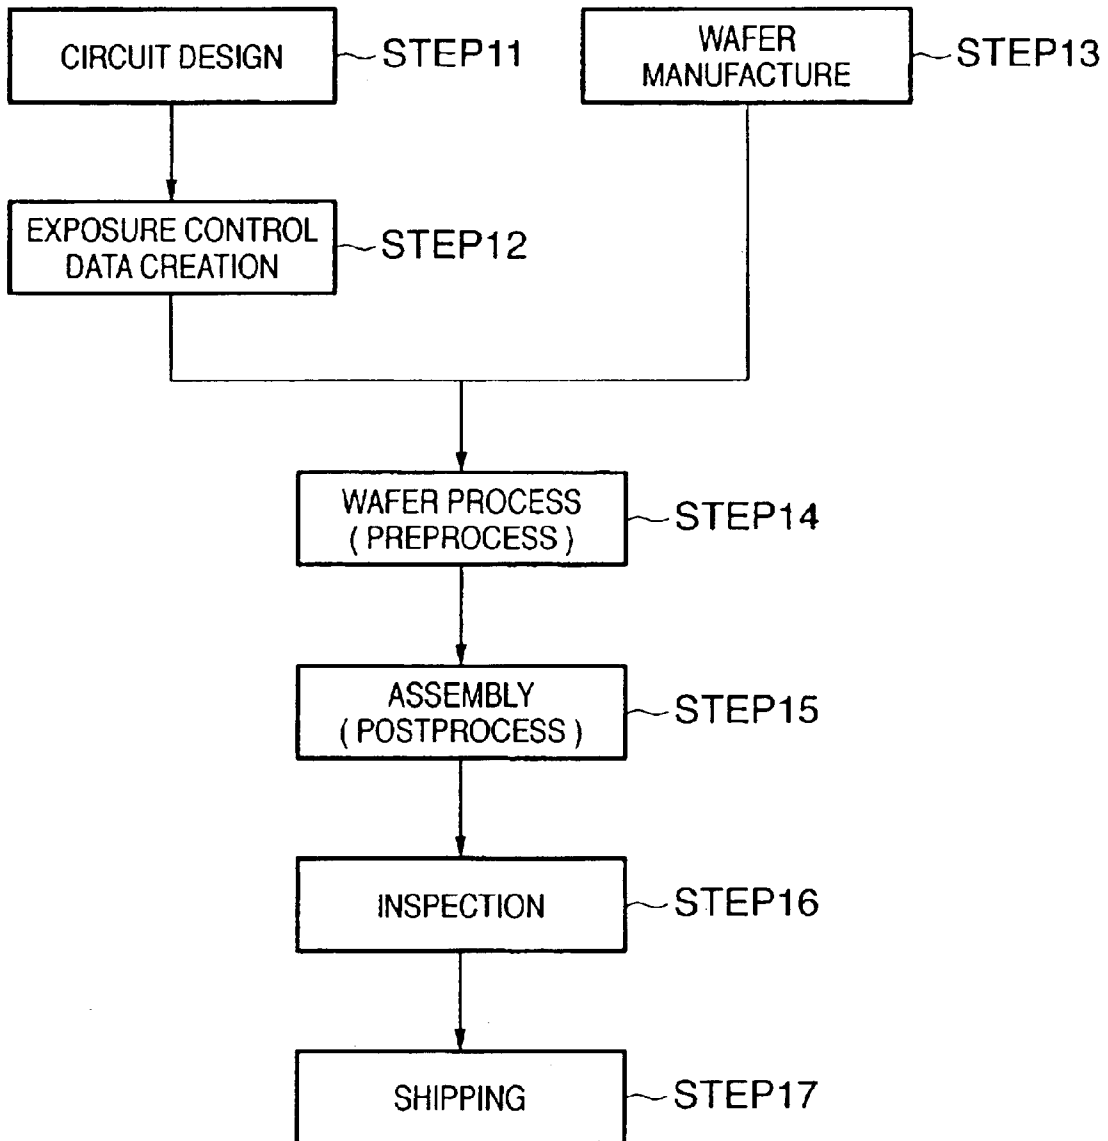 CIRCUIT DESIGN
STEP11
WAFER
MANUFACTURE
STEP13
EXPOSURE CONTROL
DATA CREATION
STEP12
WAFER PROCESS
( PREPROCESS )
STEP14
ASSEMBLY
( POSTPROCESS )
STEP15
INSPECTION
STEP16
SHIPPING
STEP17